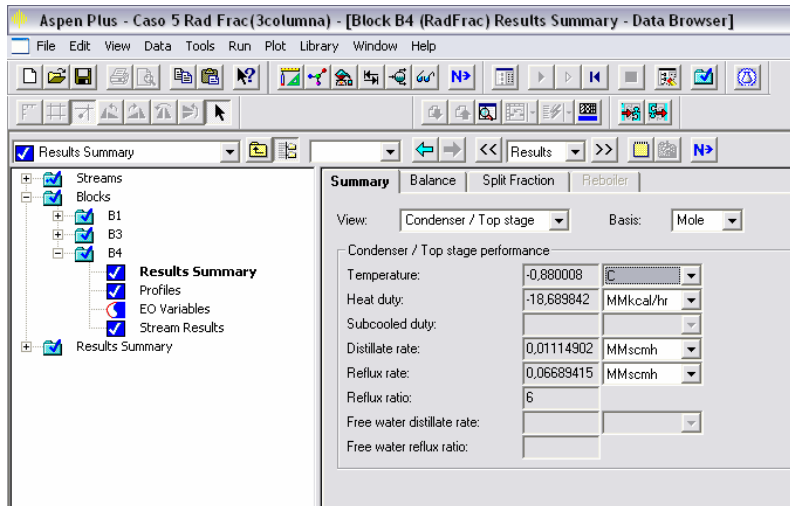 Aspen Plus - Caso 5 Rad Frac(3columna) - [Block B4 (RadFrac) Results Summary - Data Browser]
File Edit View Data Tools Run Plot Library Window Help
N>
Results Summary
<< Results >> N>
Streams
Blocks
B1
B3
B4
Results Summary
Profiles
EO Variables
Stream Results
Results Summary
Summary Balance Split Fraction Reboiler
View: Condenser / Top stage Basis: Mole
Condenser / Top stage performance
Temperature: -0,880008 C
Heat duty: -18,689842 MMkcal/hr
Subcooled duty:
Distillate rate: 0,01114902 MMscmh
Reflux rate: 0,06689415 MMscmh
Reflux ratio: 6
Free water distillate rate:
Free water reflux ratio: